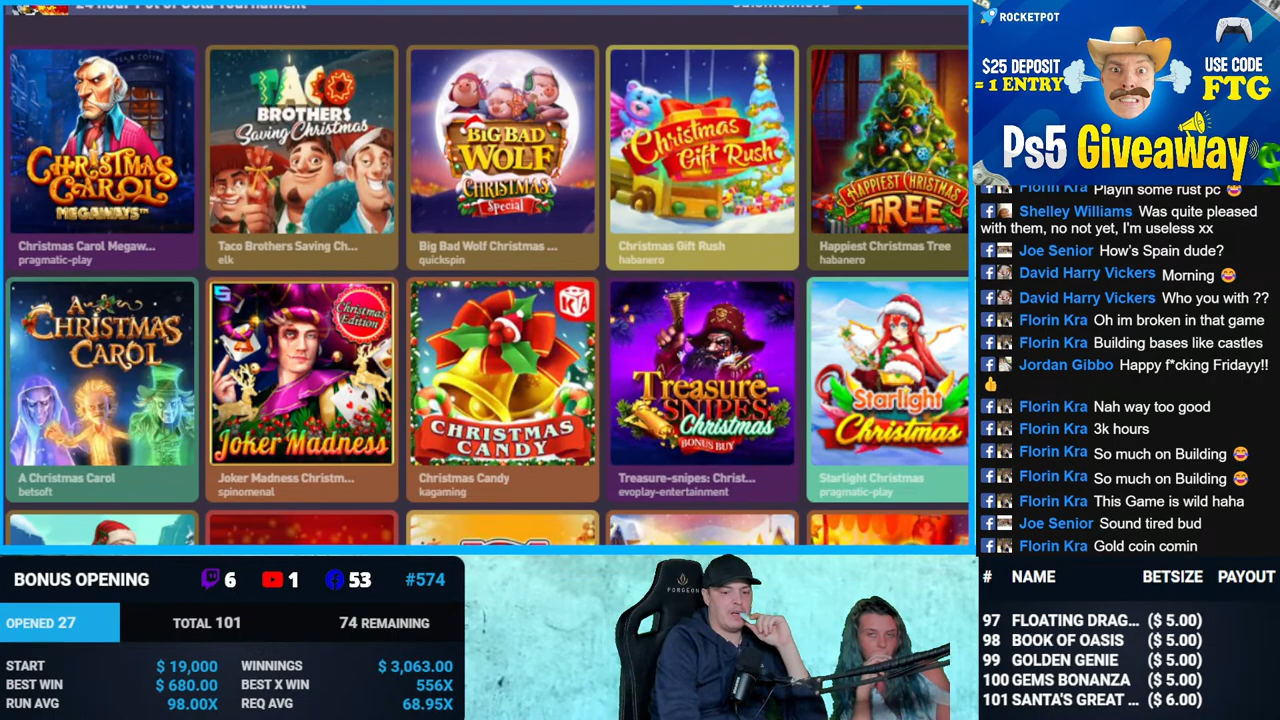 24 hour Pot of Gold Tournament
CHRISTMAS
CAROL
MEGAWAYS™
Christmas Carol Megaw...
pragmatic-play
TACO
BROTHERS
Saving Christmas
Taco Brothers Saving Ch...
elk
BIG BAD
WOLF
CHRISTMAS
Special
Big Bad Wolf Christmas ...
quickspin
Christmas
Gift Rush
Christmas Gift Rush
habanero
HAPPIEST CHRISTMAS
TREE
Happiest Christmas Tree
habanero
A
CHRISTMAS
CAROL
A Christmas Carol
betsoft
Christmas
Edition
Joker Madness
Joker Madness Christm...
spinomenal
KA
CHRISTMAS
CANDY
Christmas Candy
kagaming
Treasure-
SNIPES
Christmas
BONUS BUY
Treasure-snipes: Christ...
evoplay-entertainment
Starlight
Christmas
Starlight Christmas
pragmatic-play
ROCKETPOT
$25 DEPOSIT
= 1 ENTRY
USE CODE
FTG
Ps5 Giveaway
Florin Kra Playin some rust pc
Shelley Williams Was quite pleased
with them, no not yet, I'm useless xx
Joe Senior How's Spain dude?
David Harry Vickers Morning
David Harry Vickers Who you with ??
Florin Kra Oh im broken in that game
Florin Kra Building bases like castles
Jordan Gibbo Happy f*cking Fridayy!!
Florin Kra Nah way too good
Florin Kra 3k hours
Florin Kra So much on Building
Florin Kra So much on Building
Florin Kra This Game is wild haha
Joe Senior Sound tired bud
Florin Kra Gold coin comin
BONUS OPENING 6 1 53 #574
OPENED 27 TOTAL 101 74 REMAINING
START $ 19,000 WINNINGS $ 3,063.00
BEST WIN $ 680.00 BEST X WIN 556X
RUN AVG 98.00X REQ AVG 68.95X
FORGEON
# NAME BETSIZE PAYOUT
97 FLOATING DRAG... ($ 5.00)
98 BOOK OF OASIS ($ 5.00)
99 GOLDEN GENIE ($ 5.00)
100 GEMS BONANZA ($ 5.00)
101 SANTA'S GREAT ... ($ 6.00)